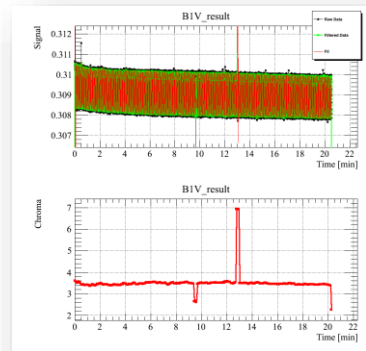 B1V_result
Signal
Raw Data
Filtered Data
Fit
0.312
0.311
0.31
0.309
0.308
0.307
0 2 4 6 8 10 12 14 16 18 20 22
Time [min]
B1V_result
Chroma
7
6
5
4
3
2
0 2 4 6 8 10 12 14 16 18 20 22
Time [min]